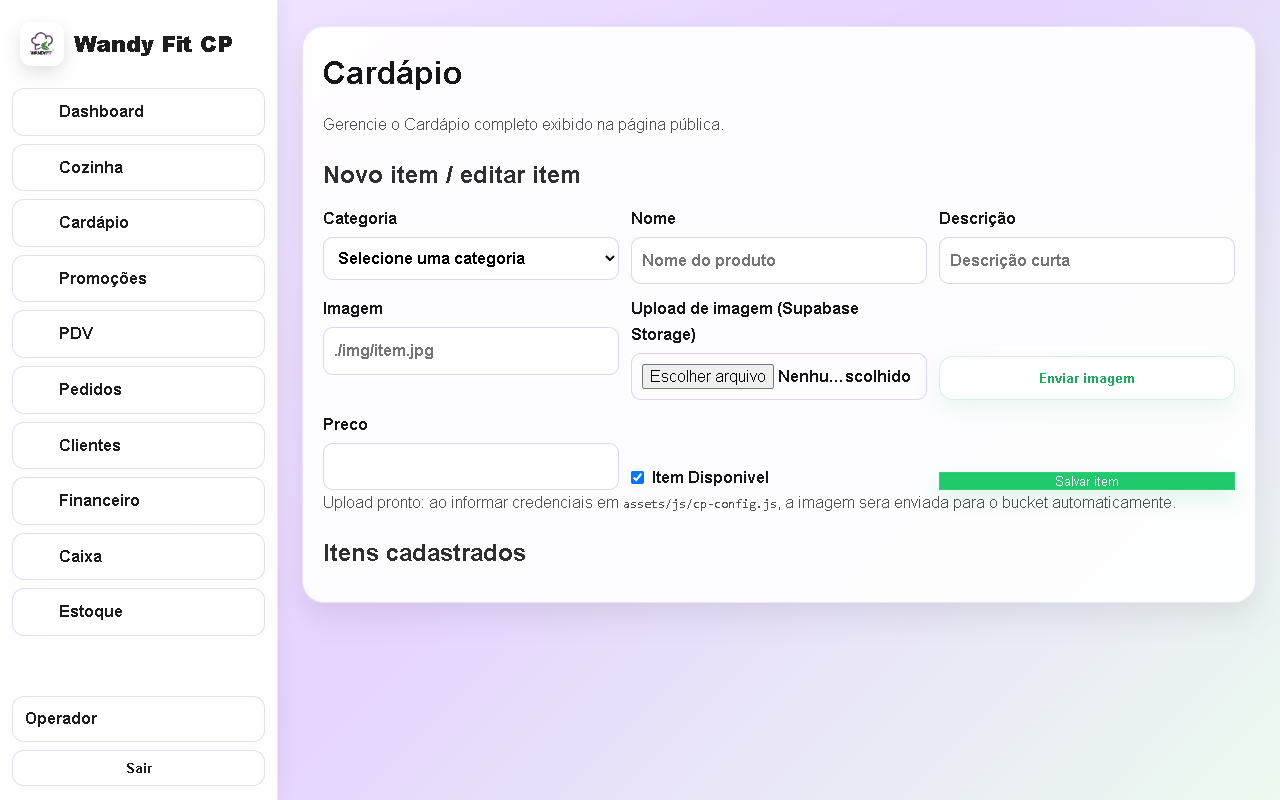 WANDYFIT
Wandy Fit CP
Dashboard
Cozinha
Cardápio
Promoções
PDV
Pedidos
Clientes
Financeiro
Caixa
Estoque
Operador
Sair
Cardápio
Gerencie o Cardápio completo exibido na página pública.
Novo item / editar item
Categoria
Nome
Descrição
Selecione uma categoria
Nome do produto
Descrição curta
Imagem
Upload de imagem (Supabase
Storage)
./img/item.jpg
Escolher arquivo Nenhu...scolhido
Enviar imagem
Preco
Item Disponivel
Salvar item
Upload pronto: ao informar credenciais em assets/js/cp-config.js, a imagem sera enviada para o bucket automaticamente.
Itens cadastrados